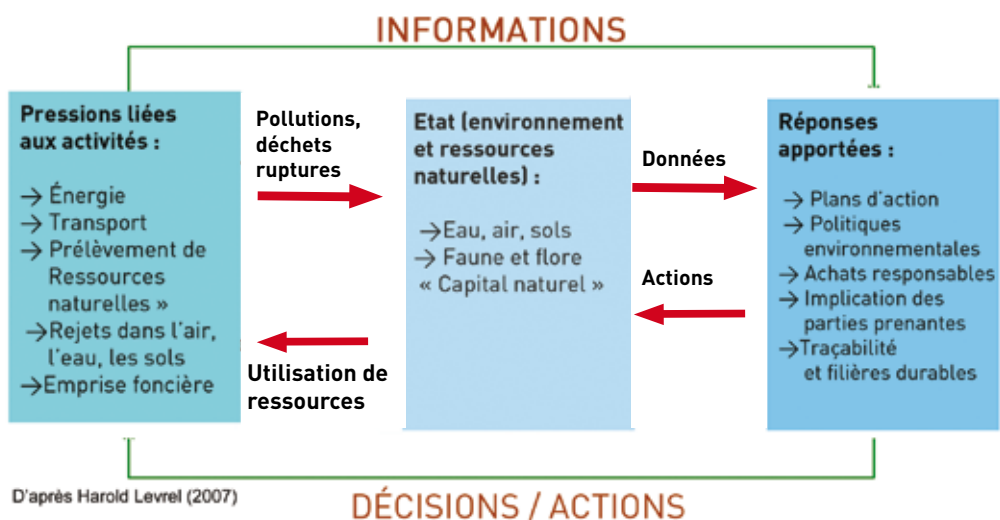 INFORMATIONS
Pressions liées
aux activités :
→ Énergie
→ Transport
→ Prélèvement de
Ressources
naturelles »
→Rejets dans l'air,
l'eau, les sols
→Emprise foncière
Pollutions,
déchets
ruptures
Utilisation de
ressources
Etat (environnement
et ressources
naturelles) :
→Eau, air, sols
→ Faune et flore
« Capital naturel »
Données
Actions
Réponses
apportées :
→ Plans d'action
→ Politiques
environnementales
→ Achats responsables
→ Implication des
parties prenantes
→Traçabilité
et filières durables
D'après Harold Levrel (2007)
DÉCISIONS / ACTIONS